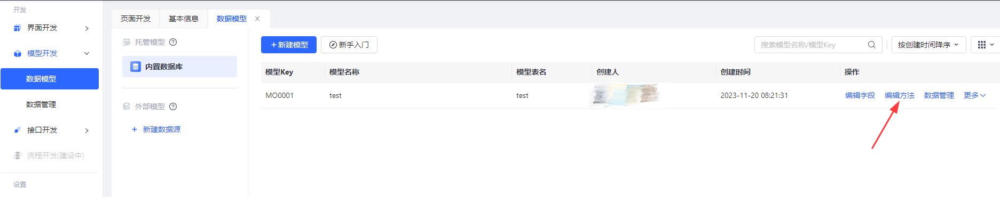 开发
界面开发
模型开发
数据模型
数据管理
接口开发
流程开发(建设中)
设置
页面开发 基本信息 数据模型
托管模型
内置数据库
外部模型
+ 新建数据源
+新建模型 新手入门 搜索模型名称/模型Key 按创建时间降序
模型Key 模型名称 模型表名 创建人 创建时间 操作
MO0001 test test 2023-11-20 08:21:31 编辑字段 编辑方法 数据管理 更多